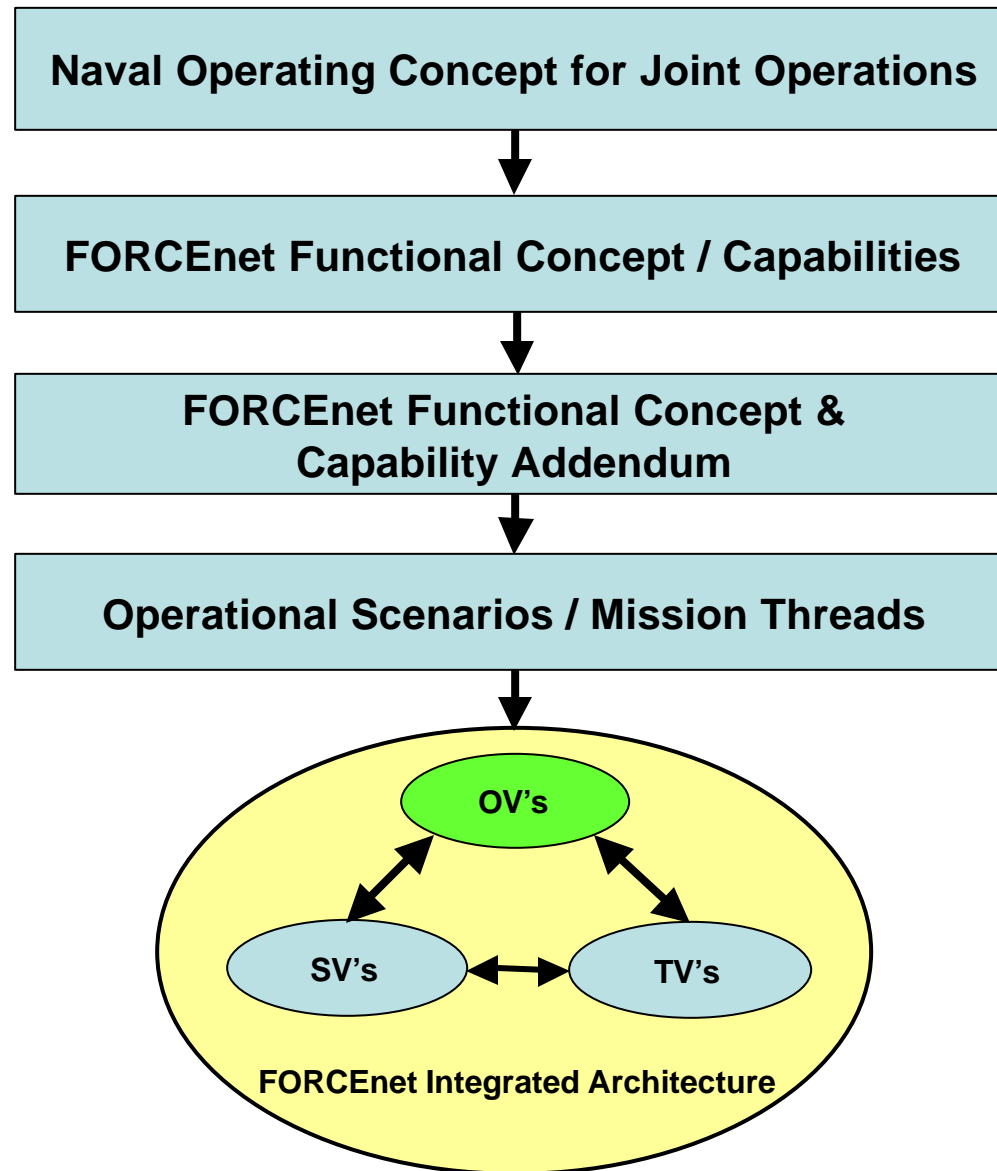 Naval Operating Concept for Joint Operations
FORCEnet Functional Concept / Capabilities
FORCEnet Functional Concept &
Capability Addendum
Operational Scenarios / Mission Threads
OV’s
SV’s
TV’s
FORCEnet Integrated Architecture